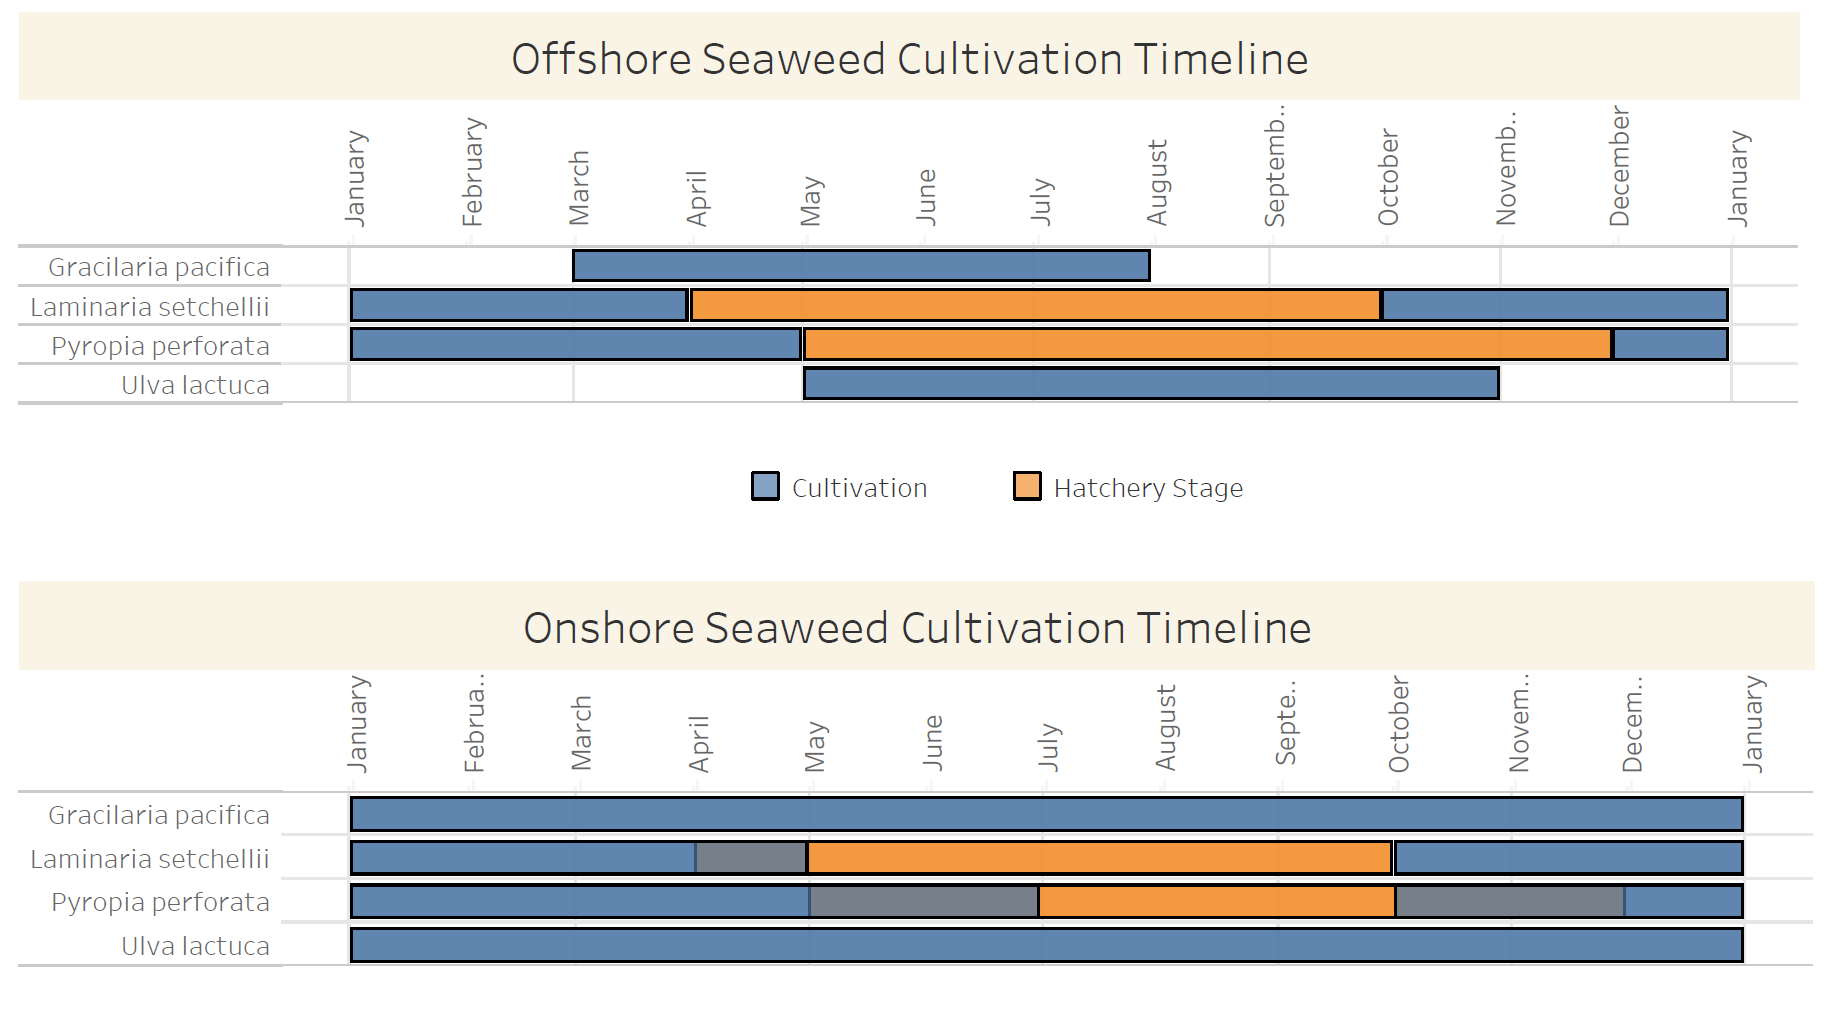 Offshore Seaweed Cultivation Timeline
January February March April May June July August Septemb.. October Novemb.. December January
Gracilaria pacifica
Laminaria setchellii
Pyropia perforata
Ulva lactuca
Cultivation Hatchery Stage
Onshore Seaweed Cultivation Timeline
January Februa.. March April May June July August Septe.. October Novem.. Decem.. January
Gracilaria pacifica
Laminaria setchellii
Pyropia perforata
Ulva lactuca